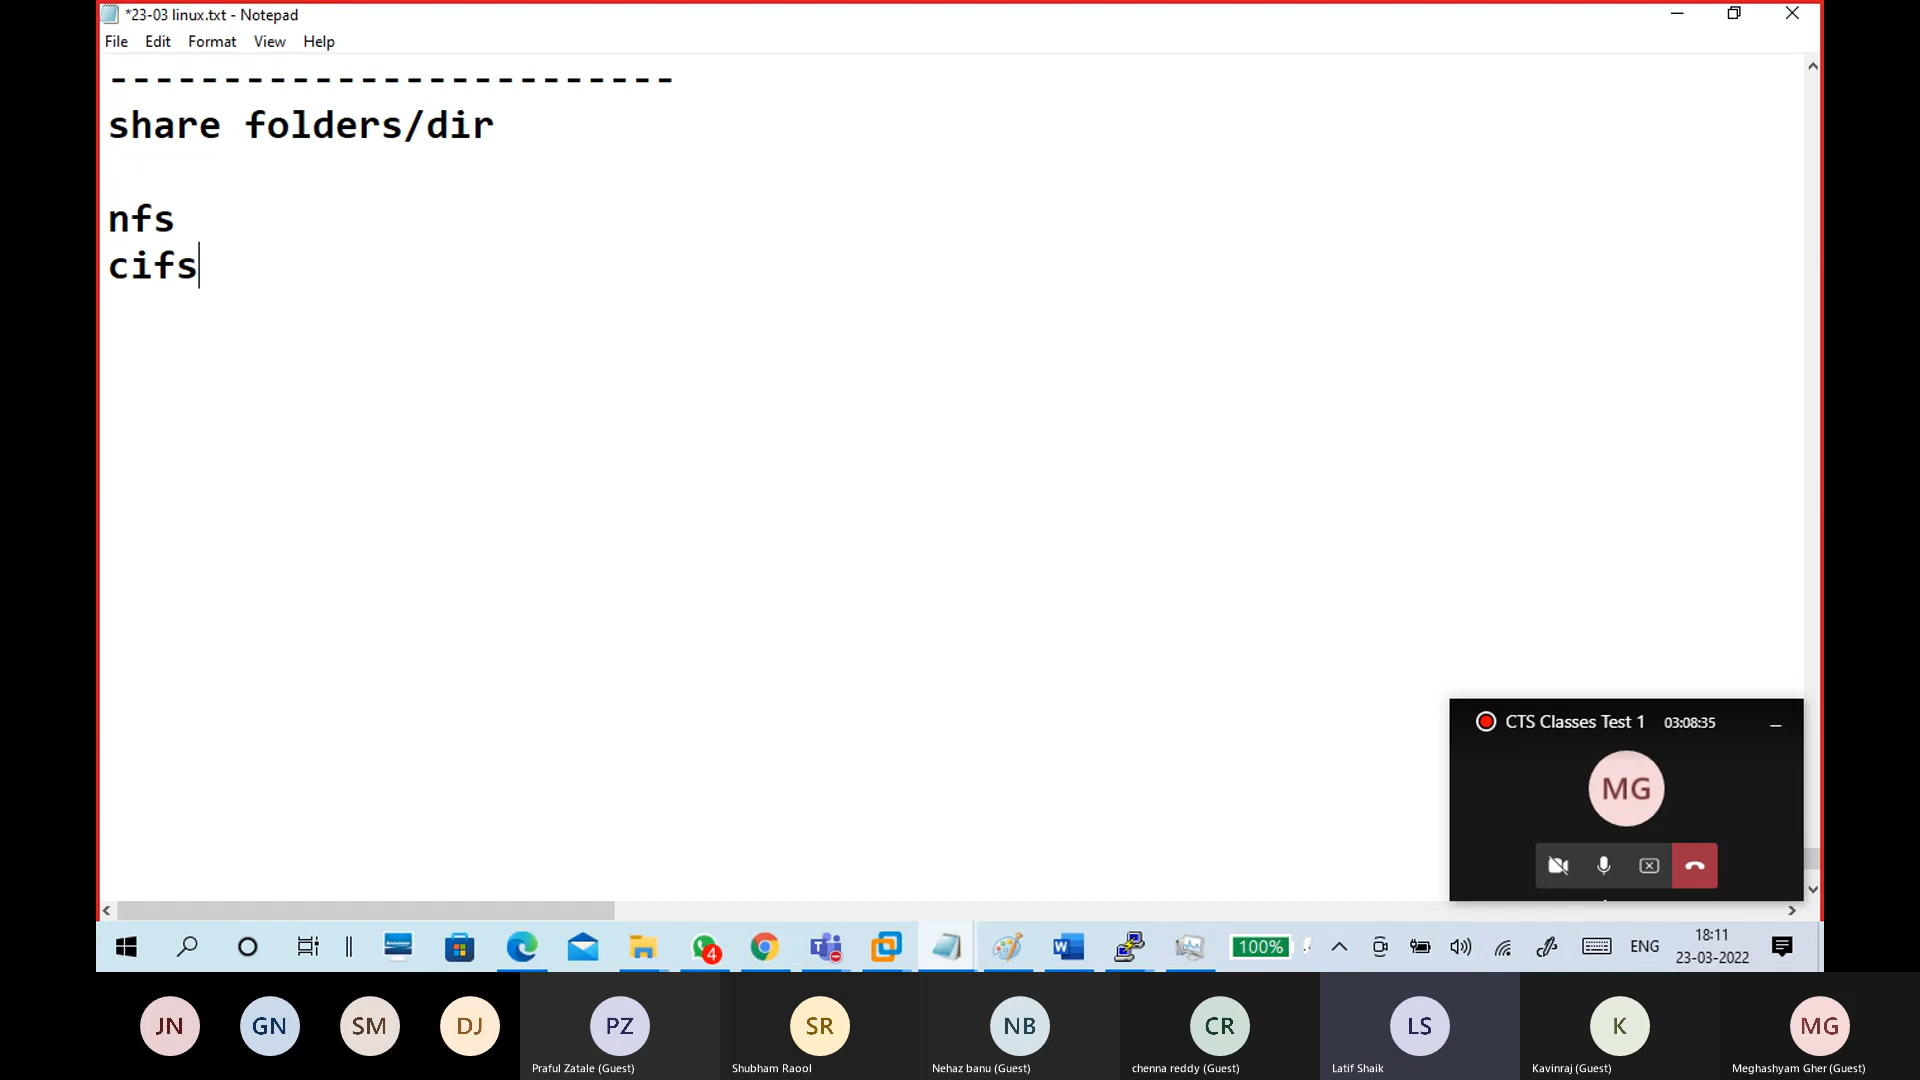 *23-03 linux.txt - Notepad
File Edit Format View Help
-------------------------
share folders/dir
nfs
cifs
CTS Classes Test 1 03:08:35
MG
4
100%
ENG
18:11
23-03-2022
JN GN SM DJ PZ SR NB CR LS K MG
Praful Zatale (Guest) Shubham Raool Nehaz banu (Guest) chenna reddy (Guest) Latif Shaik Kavinraj (Guest) Meghashyam Gher (Guest)